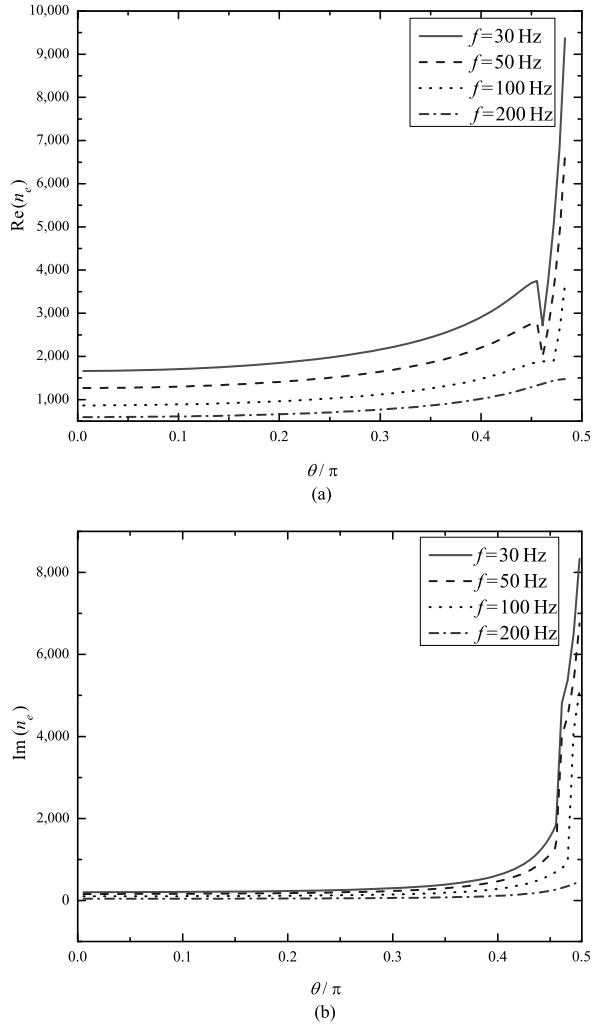 10,000
9,000
8,000
7,000
6,000
5,000
4,000
3,000
2,000
1,000
Re(nₑ)
f=30 Hz
f=50 Hz
f=100 Hz
f=200 Hz
0.0 0.1 0.2 0.3 0.4 0.5
θ/π
(a)
8,000
6,000
4,000
2,000
0
Im(nₑ)
f=30 Hz
f=50 Hz
f=100 Hz
f=200 Hz
0.0 0.1 0.2 0.3 0.4 0.5
θ/π
(b)